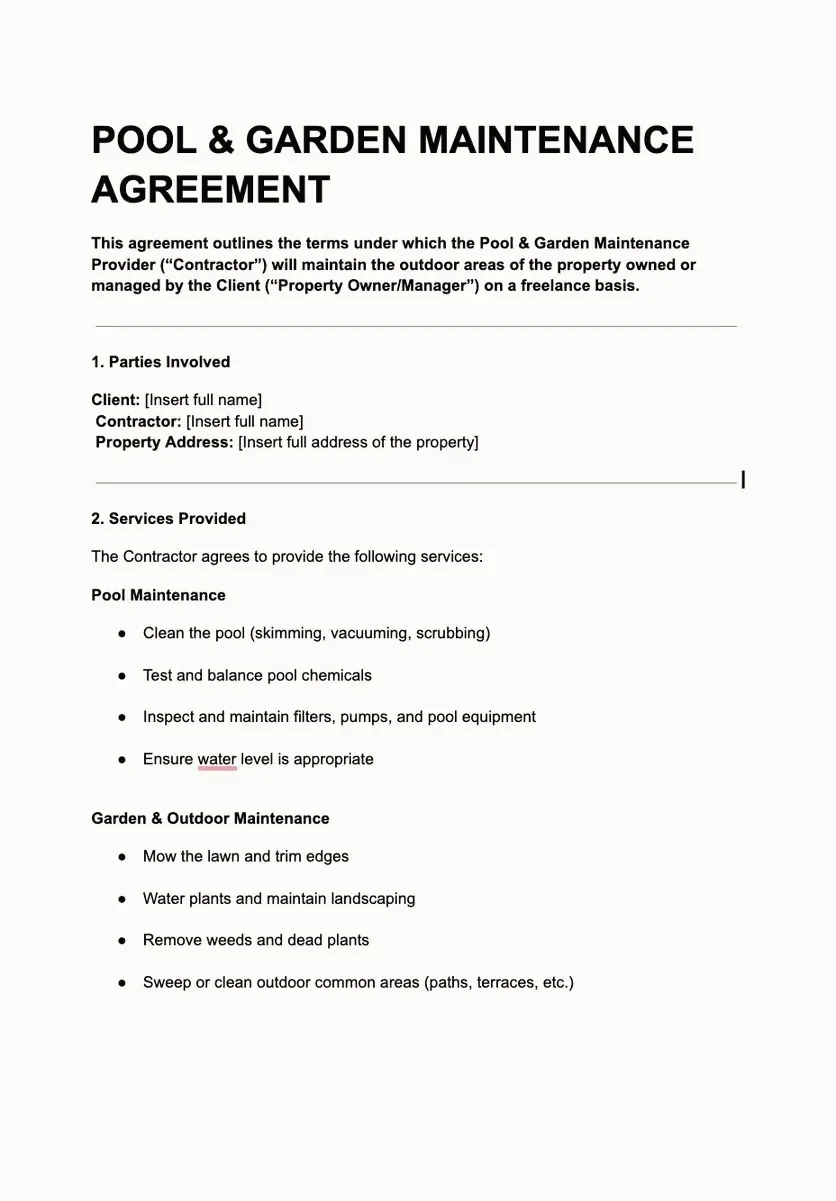 POOL & GARDEN MAINTENANCE
AGREEMENT
This agreement outlines the terms under which the Pool & Garden Maintenance
Provider (“Contractor”) will maintain the outdoor areas of the property owned or
managed by the Client (“Property Owner/Manager”) on a freelance basis.
1. Parties Involved
Client: [Insert full name]
Contractor: [Insert full name]
Property Address: [Insert full address of the property]
2. Services Provided
The Contractor agrees to provide the following services:
Pool Maintenance
● Clean the pool (skimming, vacuuming, scrubbing)
● Test and balance pool chemicals
● Inspect and maintain filters, pumps, and pool equipment
● Ensure water level is appropriate
Garden & Outdoor Maintenance
● Mow the lawn and trim edges
● Water plants and maintain landscaping
● Remove weeds and dead plants
● Sweep or clean outdoor common areas (paths, terraces, etc.)